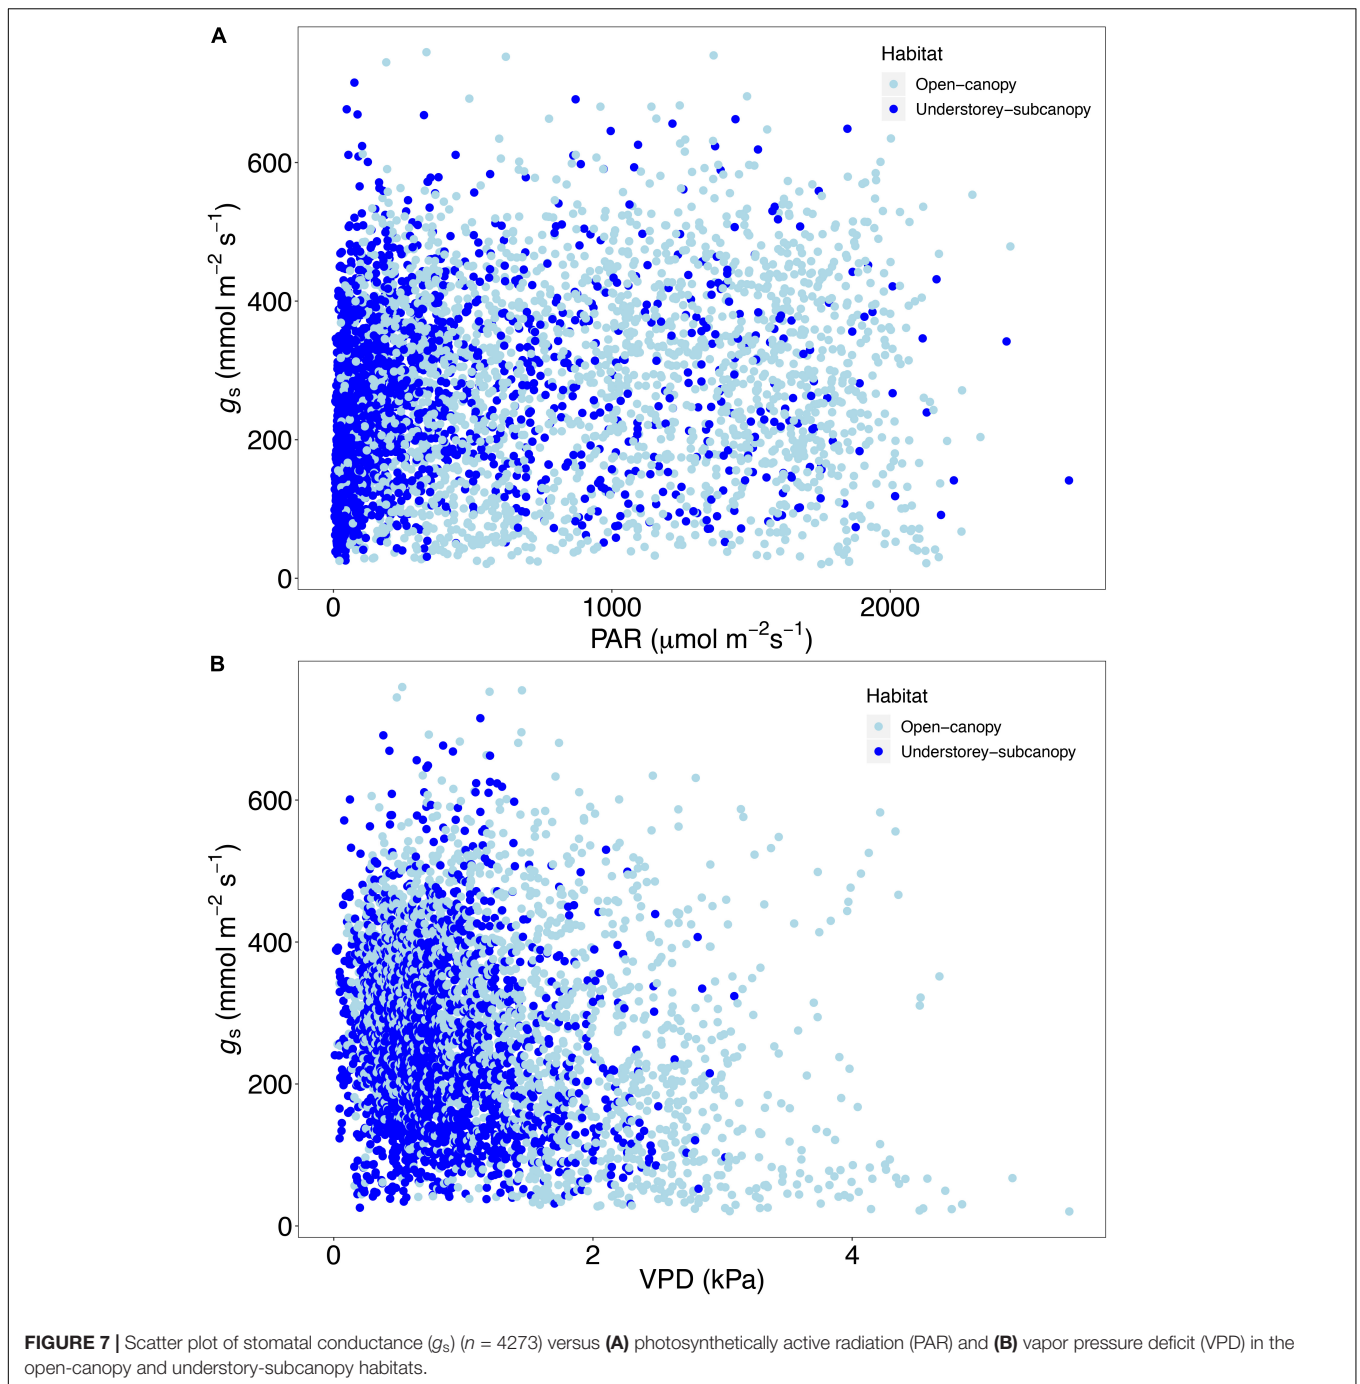 A
Habitat
Open−canopy
Understorey−subcanopy
600
400
200
0
gs (mmol m−2 s−1)
0 1000 2000
PAR (μmol m−2s−1)
B
Habitat
Open−canopy
Understorey−subcanopy
600
400
200
0
gs (mmol m−2 s−1)
0 2 4
VPD (kPa)
FIGURE 7 | Scatter plot of stomatal conductance (gs) (n = 4273) versus (A) photosynthetically active radiation (PAR) and (B) vapor pressure deficit (VPD) in the
open-canopy and understory-subcanopy habitats.